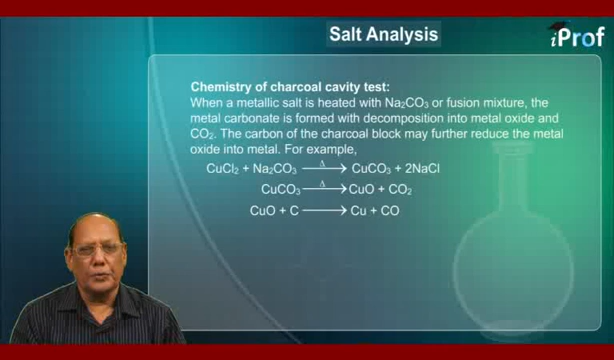 Salt Analysis
iProf
Chemistry of charcoal cavity test:
When a metallic salt is heated with Na₂CO₃ or fusion mixture, the
metal carbonate is formed with decomposition into metal oxide and
CO₂. The carbon of the charcoal block may further reduce the metal
oxide into metal. For example,
CuCl₂ + Na₂CO₃ —Δ→ CuCO₃ + 2NaCl
CuCO₃ —Δ→ CuO + CO₂
CuO + C ⟶ Cu + CO